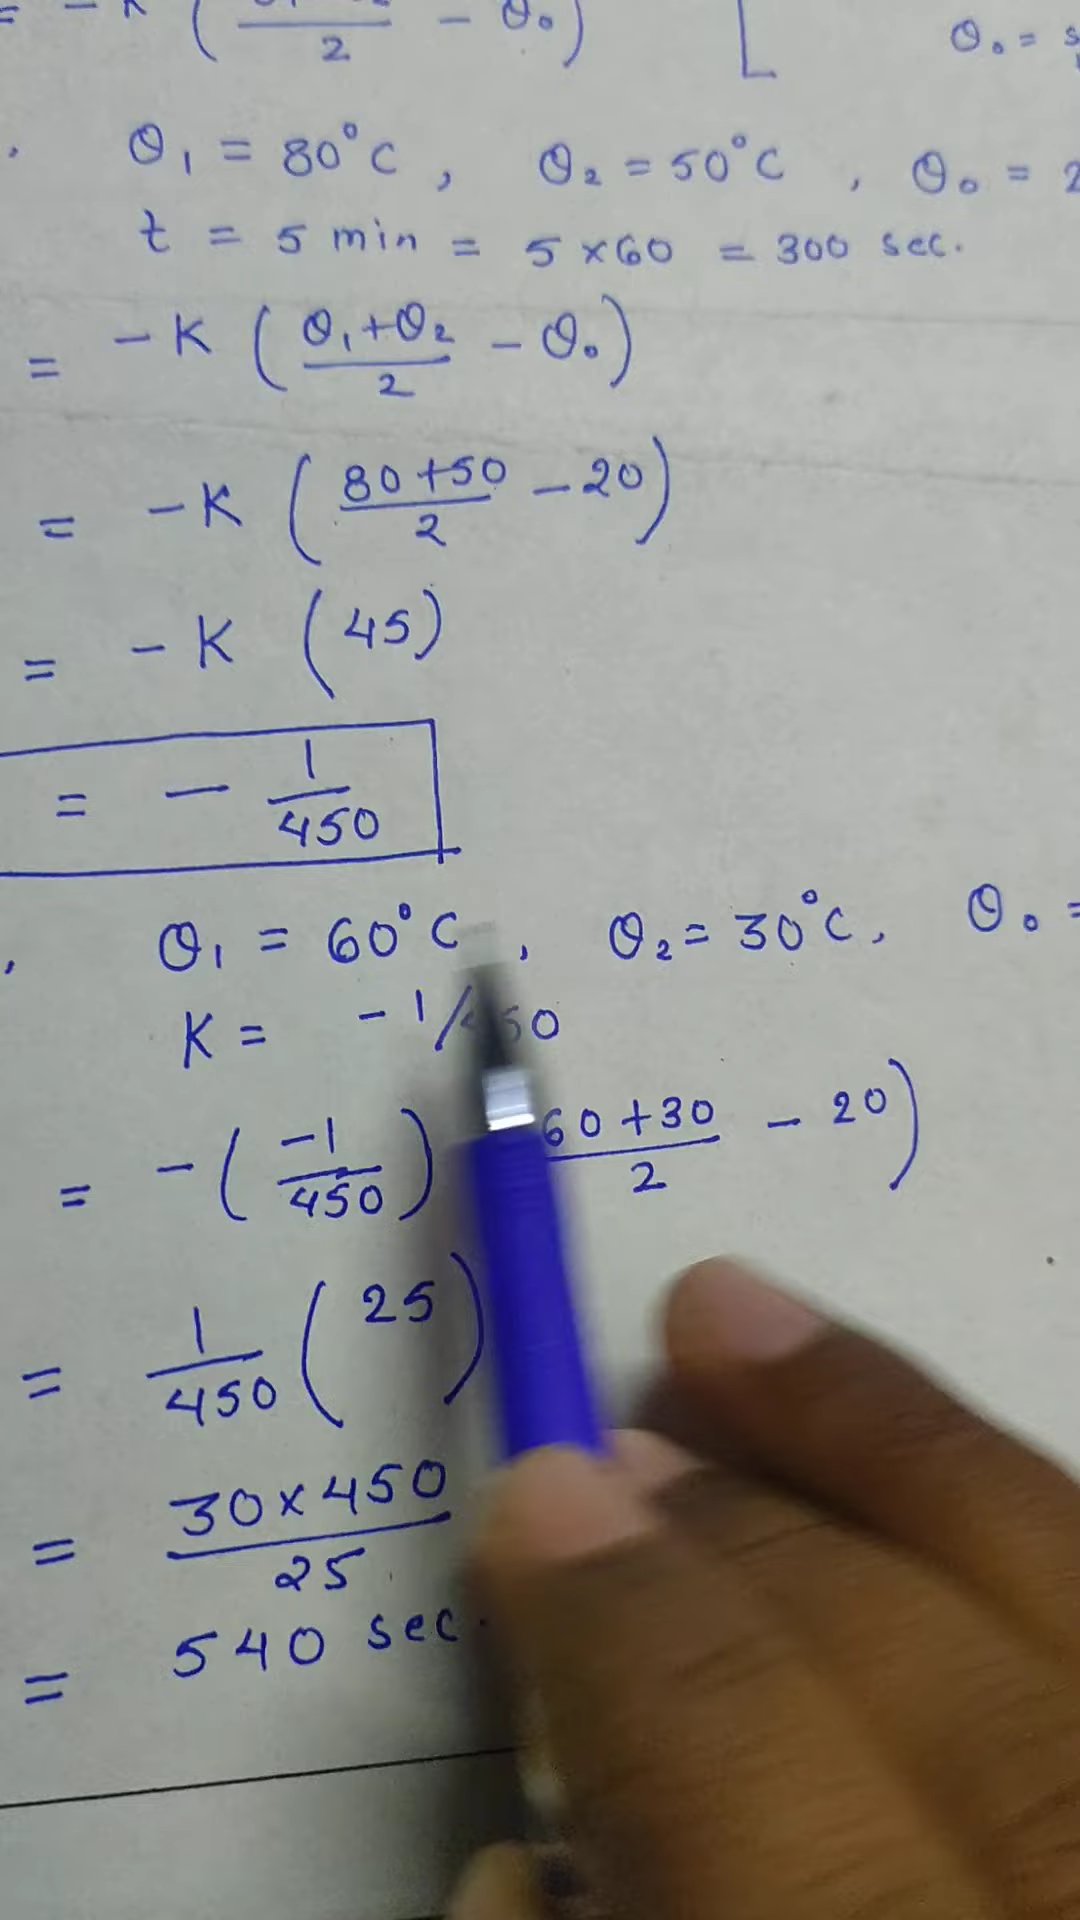 = - K ( / 2 - θ₀ ) [ θ₀ =
. θ₁ = 80°C , θ₂ = 50°C , θ₀ = 2
t = 5 min = 5 × 60 = 300 sec.
= - K ( θ₁+θ₂ / 2 - θ₀ )
= - K ( 80+50 / 2 - 20 )
= - K ( 45 )
= - 1 / 450
, θ₁ = 60°C , θ₂ = 30°C , θ₀ =
K = - 1/450
= - ( -1 / 450 ) 60+30 / 2 - 20 )
= 1 / 450 ( 25 )
= 30×450 / 25
= 540 sec.